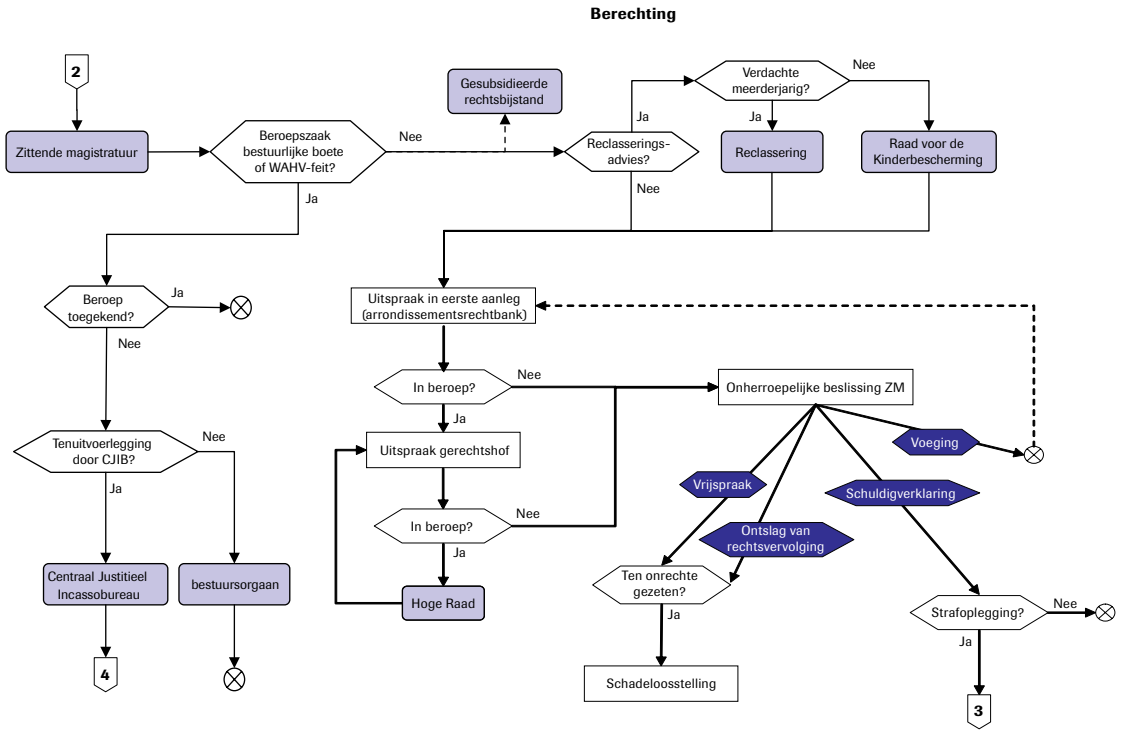 Berechting
2
Zittende magistratuur
Beroepszaak
bestuurlijke boete
of WAHV-feit?
Nee
Ja
Gesubsidieerde
rechtsbijstand
Reclasserings-
advies?
Ja
Nee
Verdachte
meerderjarig?
Nee
Ja
Reclassering
Raad voor de
Kinderbescherming
Beroep
toegekend?
Ja
Nee
Uitspraak in eerste aanleg
(arrondissementsrechtbank)
In beroep?
Nee
Ja
Onherroepelijke beslissing ZM
Tenuitvoerlegging
door CJIB?
Nee
Ja
Uitspraak gerechtshof
Voeging
Vrijspraak
Schuldigverklaring
In beroep?
Nee
Ja
Ontslag van
rechtsvervolging
Centraal Justitieel
Incassobureau
bestuursorgaan
Hoge Raad
Ten onrechte
gezeten?
Ja
Strafoplegging?
Nee
Ja
4
Schadeloosstelling
3